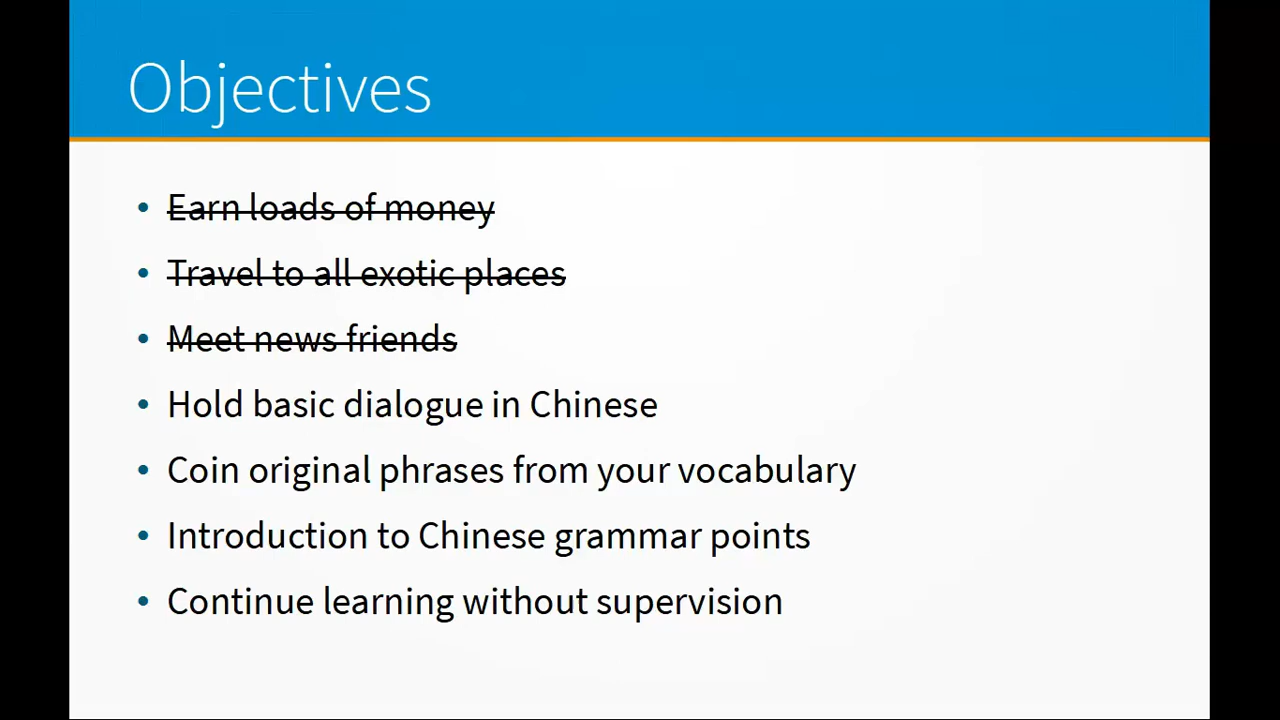 Objectives
• Earn loads of money
• Travel to all exotic places
• Meet news friends
• Hold basic dialogue in Chinese
• Coin original phrases from your vocabulary
• Introduction to Chinese grammar points
• Continue learning without supervision